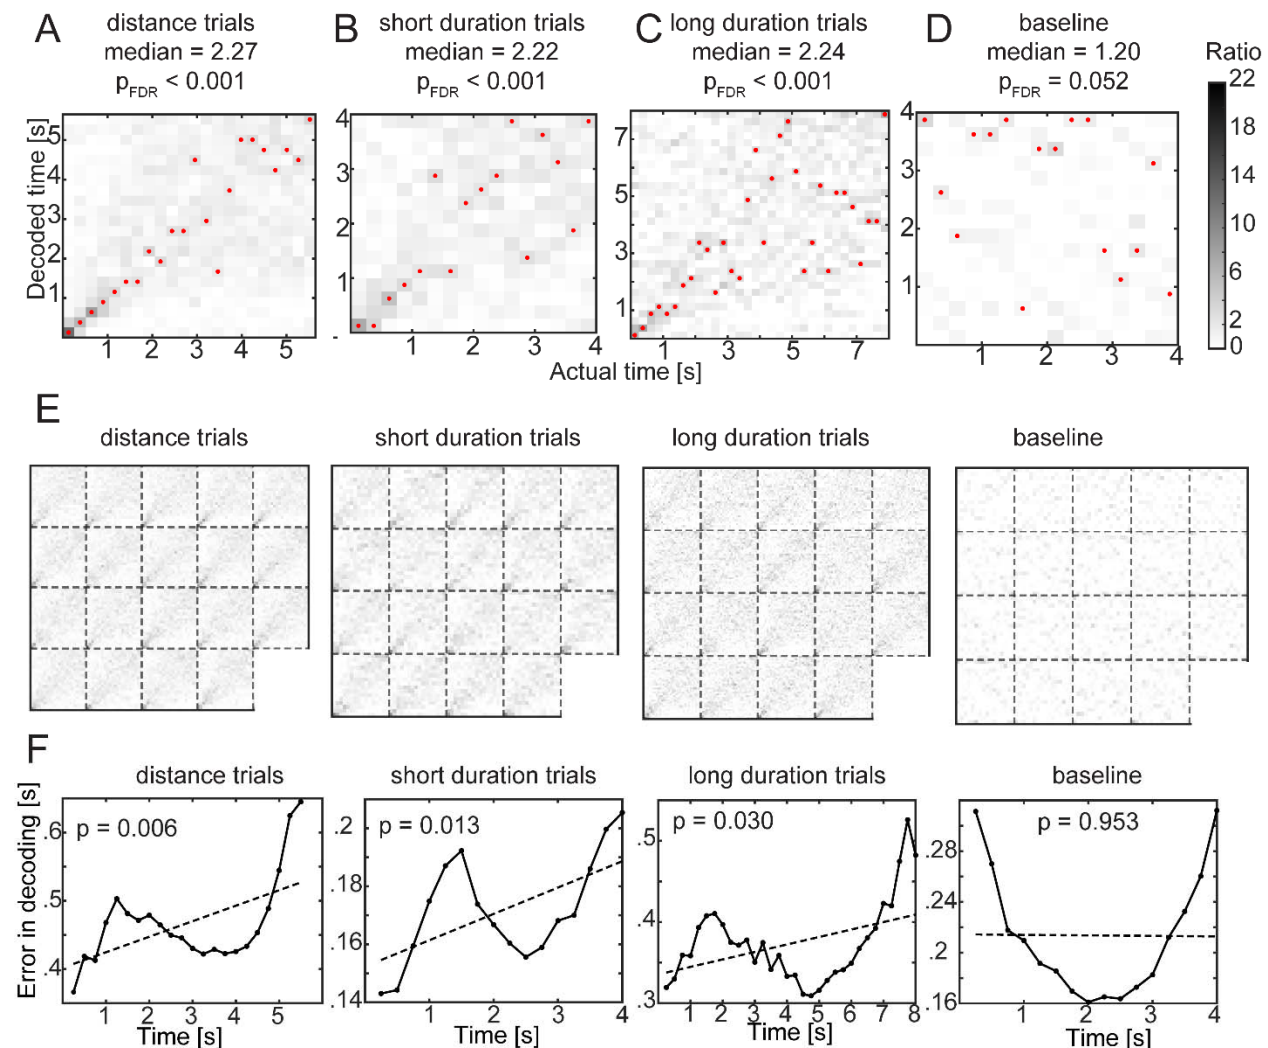 A distance trials
median = 2.27
pFDR < 0.001
B short duration trials
median = 2.22
pFDR < 0.001
C long duration trials
median = 2.24
pFDR < 0.001
D baseline
median = 1.20
pFDR = 0.052
Ratio
22
18
14
10
6
2
0
Decoded time [s]
5
4
3
2
1
1 2 3 4 5
4
3
2
1
-
1 2 3 4
7
5
3
1
1 3 5 7
4
3
2
1
1 2 3 4
Actual time [s]
E
distance trials
short duration trials
long duration trials
baseline
F
distance trials
short duration trials
long duration trials
baseline
Error in decoding [s]
p = 0.006
.6
.5
.4
1 2 3 4 5
Time [s]
p = 0.013
.2
.18
.16
.14
1 2 3 4
Time [s]
p = 0.030
.5
.4
.3
1 2 3 4 5 6 7 8
Time [s]
p = 0.953
.28
.24
.2
.16
1 2 3 4
Time [s]